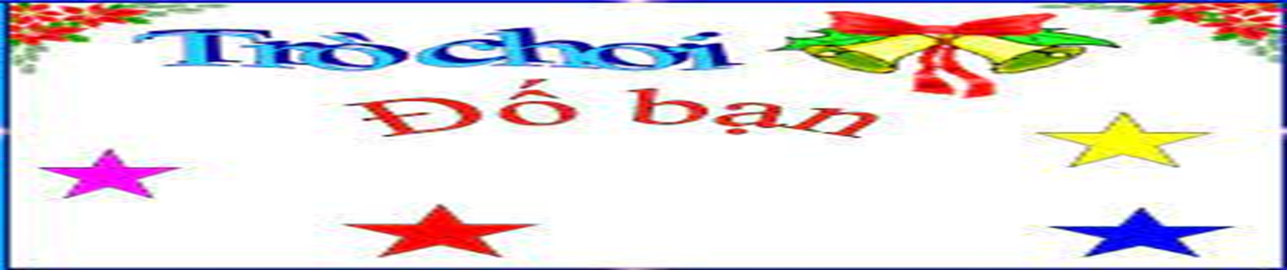 Trò chơi
Đố bạn